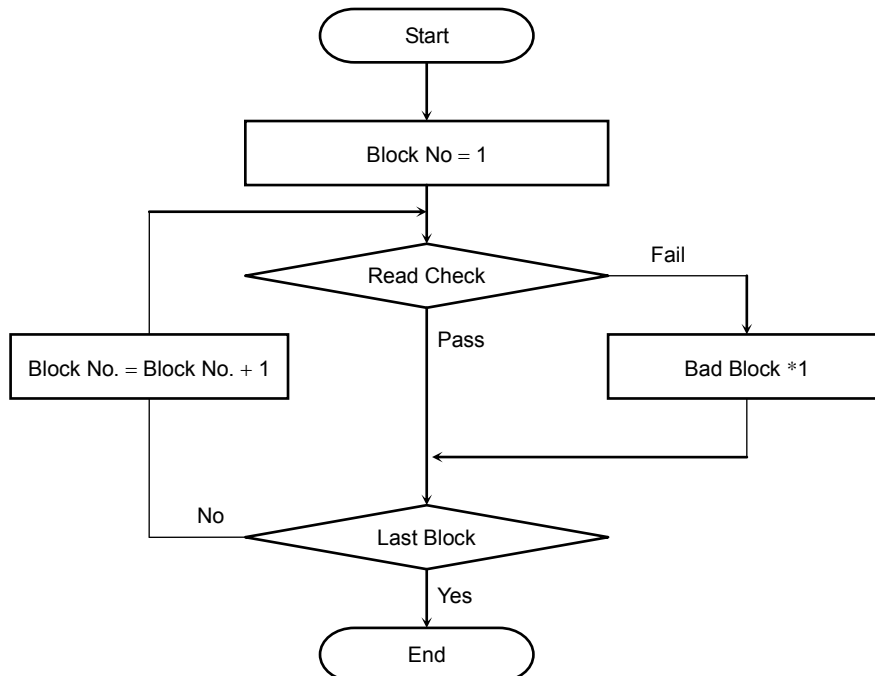 Start
Block No = 1
Read Check
Fail
Pass
Block No. = Block No. + 1
Bad Block *1
No
Last Block
Yes
End